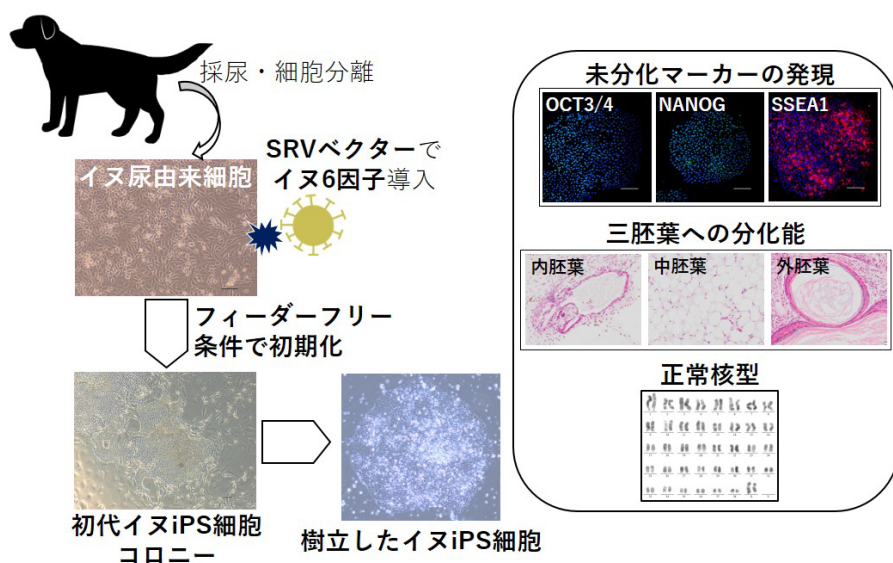 採尿・細胞分離
イヌ尿由来細胞
SRVベクターで
イヌ6因子導入
フィーダーフリー
条件で初期化
初代イヌiPS細胞
コロニー
樹立したイヌiPS細胞
未分化マーカーの発現
OCT3/4
NANOG
SSEA1
三胚葉への分化能
内胚葉
中胚葉
外胚葉
正常核型